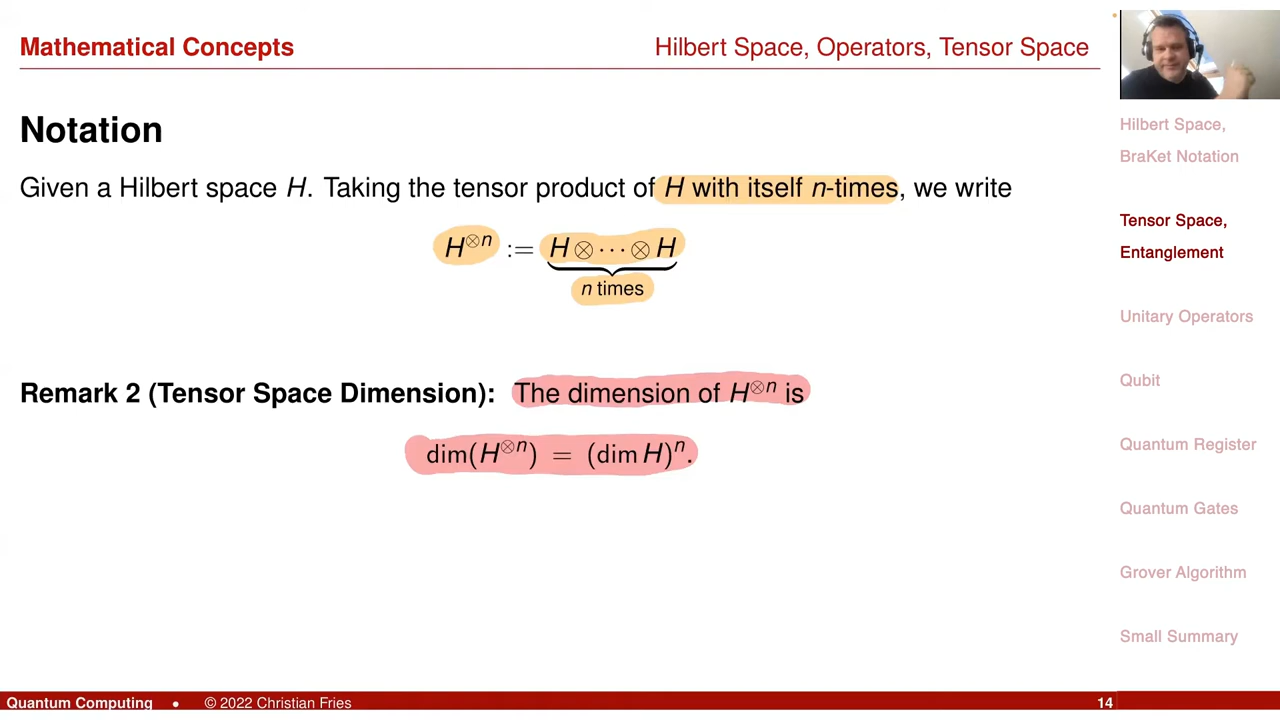 Mathematical Concepts
Hilbert Space, Operators, Tensor Space
Notation
Given a Hilbert space H. Taking the tensor product of H with itself n-times, we write
H⊗n := H ⊗ ··· ⊗ H
n times
Remark 2 (Tensor Space Dimension): The dimension of H⊗n is
dim(H⊗n) = (dim H)n.
Hilbert Space,
BraKet Notation
Tensor Space,
Entanglement
Unitary Operators
Qubit
Quantum Register
Quantum Gates
Grover Algorithm
Small Summary
Quantum Computing • © 2022 Christian Fries 14